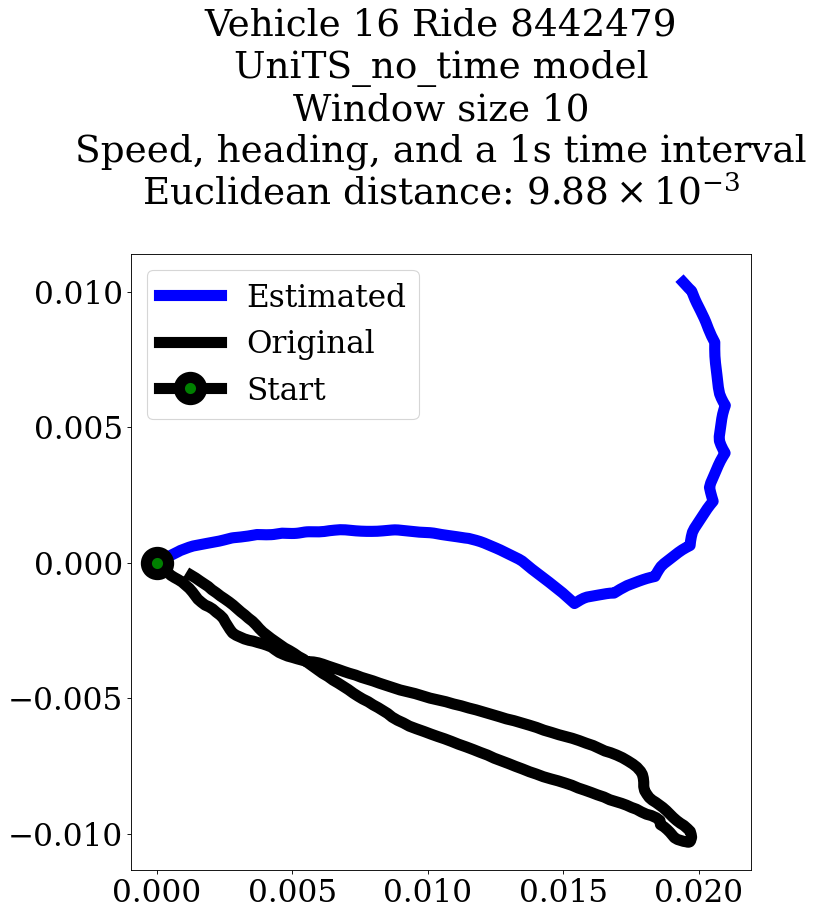 Vehicle 16 Ride 8442479
UniTS_no_time model
Window size 10
Speed, heading, and a 1s time interval
Euclidean distance: 9.88 × 10⁻³
Estimated
Original
Start
0.010
0.005
0.000
−0.005
−0.010
0.000 0.005 0.010 0.015 0.020